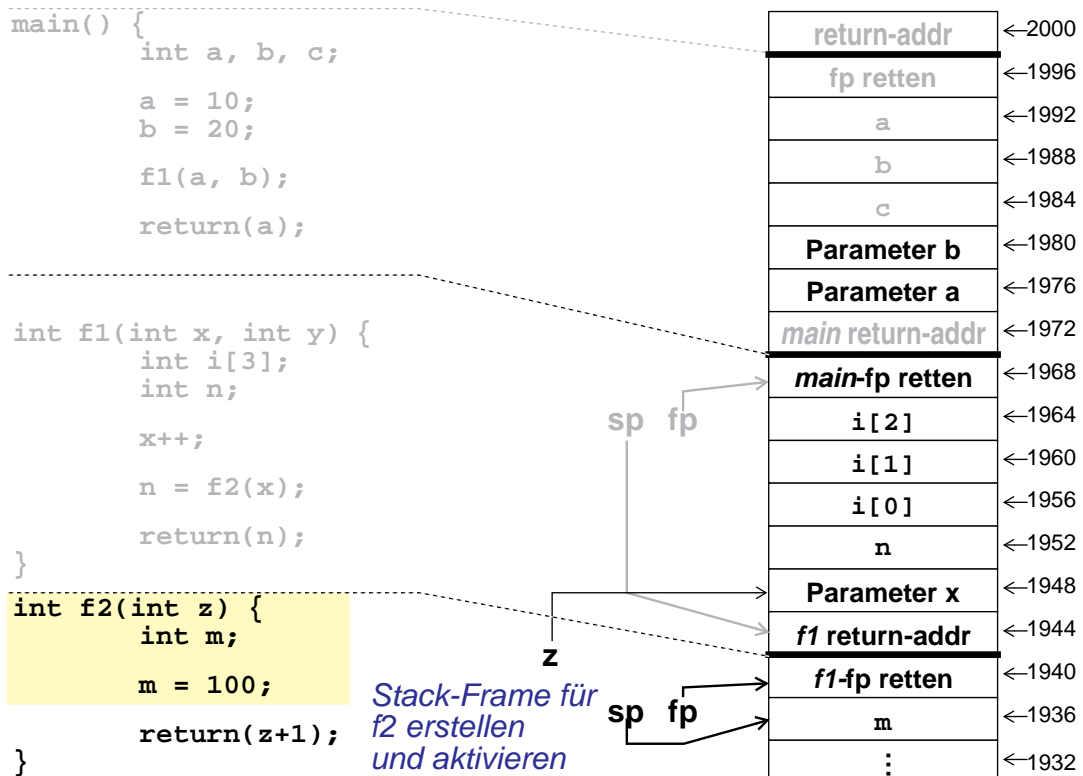 main() {
int a, b, c;
a = 10;
b = 20;
f1(a, b);
return(a);
int f1(int x, int y) {
int i[3];
int n;
x++;
n = f2(x);
return(n);
}
int f2(int z) {
int m;
m = 100;
return(z+1);
}
Stack-Frame für
f2 erstellen
und aktivieren
sp fp
z
sp fp
return-addr ←2000
fp retten ←1996
a ←1992
b ←1988
c ←1984
Parameter b ←1980
Parameter a ←1976
main return-addr ←1972
main-fp retten ←1968
i[2] ←1964
i[1] ←1960
i[0] ←1956
n ←1952
Parameter x ←1948
f1 return-addr ←1944
f1-fp retten ←1940
m ←1936
⋮ ←1932